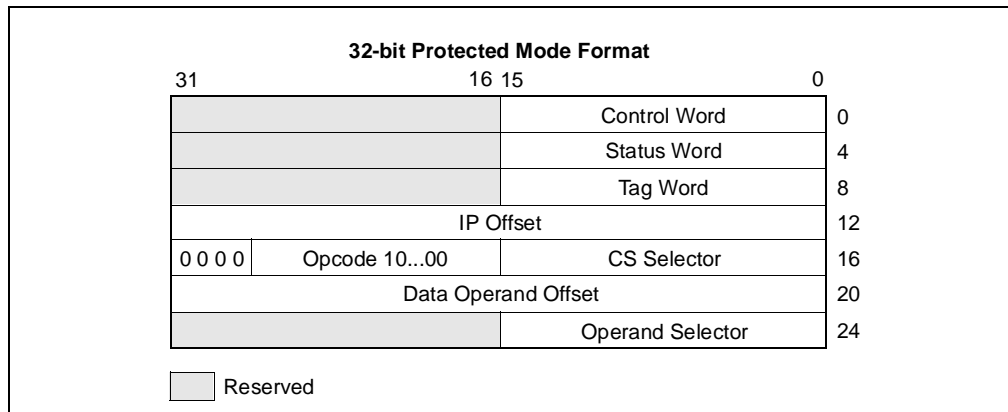 32-bit Protected Mode Format
31 16 15 0
Control Word 0
Status Word 4
Tag Word 8
IP Offset 12
0 0 0 0 Opcode 10...00 CS Selector 16
Data Operand Offset 20
Operand Selector 24
Reserved